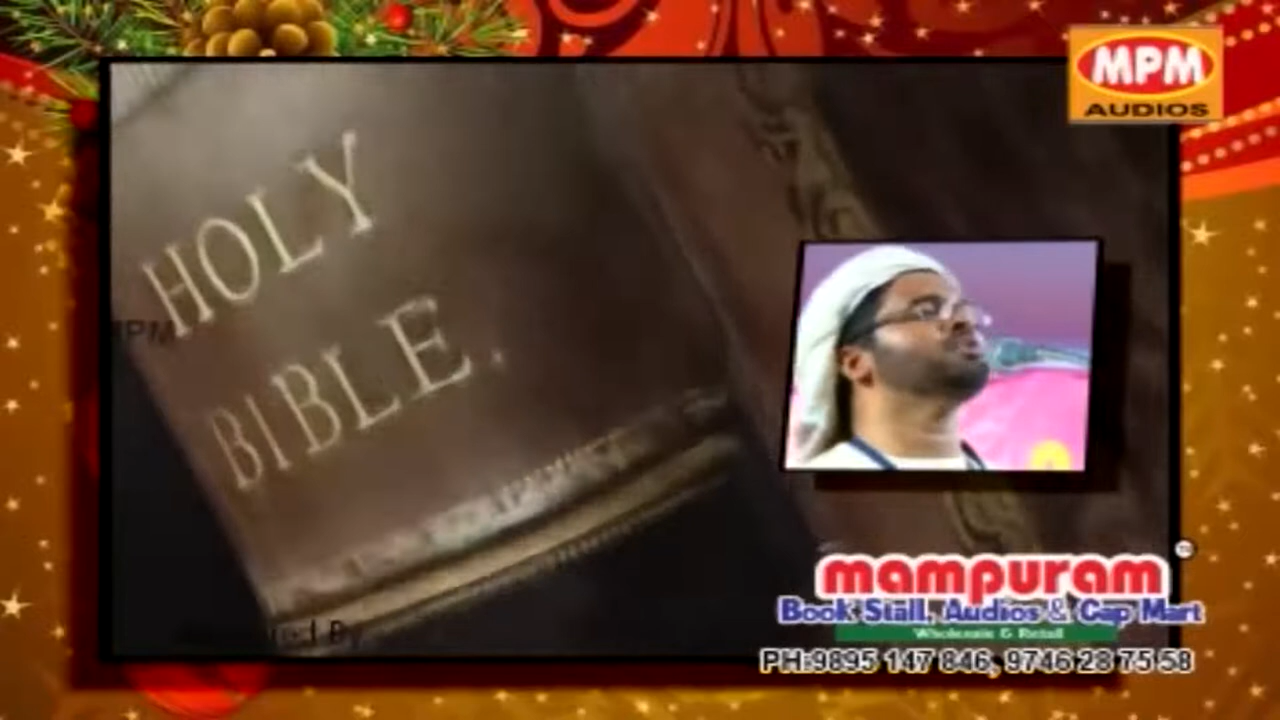 MPM
AUDIOS
HOLY
BIBLE.
MPM
mampuram
Book Stall, Audios & Cap Mart
Wholesale & Retail
PH:9895 147 846, 9746 28 75 58